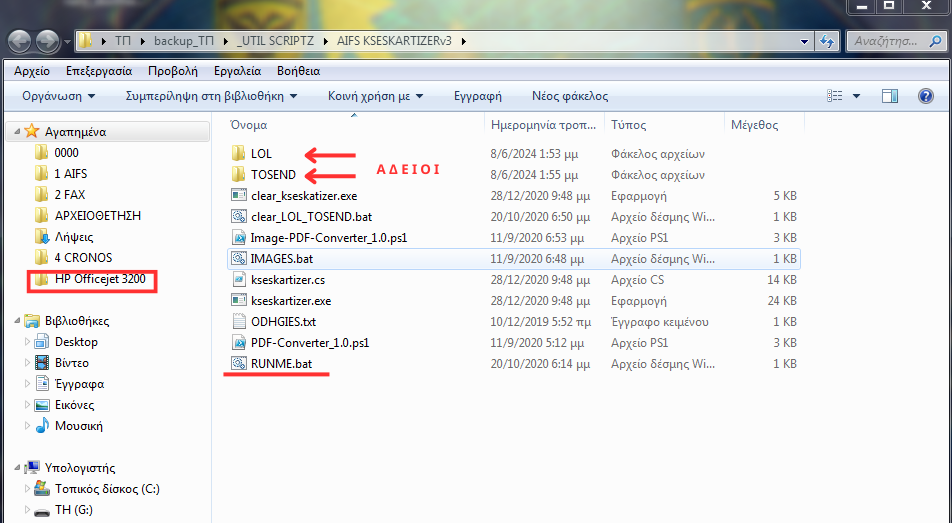 ΤΠ backup_ΤΠ _UTIL SCRIPTZ AIFS KSESKARTIZERv3 Αναζήτησ...
Αρχείο Επεξεργασία Προβολή Εργαλεία Βοήθεια
Οργάνωση Συμπερίληψη στη βιβλιοθήκη Κοινή χρήση με Εγγραφή Νέος φάκελος
Αγαπημένα
0000
1 AIFS
2 FAX
ΑΡΧΕΙΟΘΕΤΗΣΗ
Λήψεις
4 CRONOS
HP Officejet 3200
Βιβλιοθήκες
Desktop
Βίντεο
Έγγραφα
Εικόνες
Μουσική
Υπολογιστής
Τοπικός δίσκος (C:)
TH (G:)
Όνομα Ημερομηνία τροπ... Τύπος Μέγεθος
LOL 8/6/2024 1:53 μμ Φάκελος αρχείων
ΑΔΕΙΟΙ
TOSEND 8/6/2024 1:55 μμ Φάκελος αρχείων
clear_kseskatizer.exe 28/12/2020 9:48 μμ Εφαρμογή 5 KB
clear_LOL_TOSEND.bat 20/10/2020 6:50 μμ Αρχείο δέσμης Wi... 1 KB
Image-PDF-Converter_1.0.ps1 11/9/2020 6:53 μμ Αρχείο PS1 3 KB
IMAGES.bat 11/9/2020 6:48 μμ Αρχείο δέσμης Wi... 1 KB
kseskartizer.cs 28/12/2020 9:48 μμ Αρχείο CS 14 KB
kseskartizer.exe 28/12/2020 9:48 μμ Εφαρμογή 24 KB
ODHGIES.txt 10/12/2019 5:52 πμ Έγγραφο κειμένου 1 KB
PDF-Converter_1.0.ps1 11/9/2020 5:12 μμ Αρχείο PS1 3 KB
RUNME.bat 20/10/2020 6:14 μμ Αρχείο δέσμης Wi... 1 KB